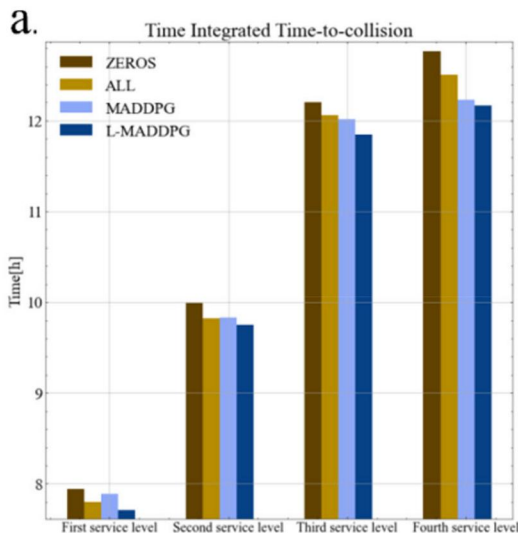 a.
Time Integrated Time-to-collision
ZEROS
ALL
MADDPG
L-MADDPG
Time[h]
12
11
10
9
8
First service level Second service level Third service level Fourth service level